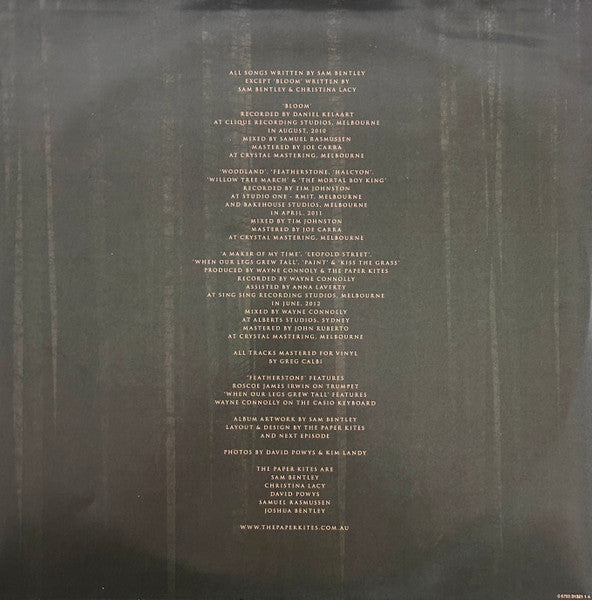 ALL SONGS WRITTEN BY SAM BENTLEY
EXCEPT 'BLOOM' WRITTEN BY
SAM BENTLEY & CHRISTINA LACY
'BLOOM'
RECORDED BY DANIEL KELAART
AT CLIQUE RECORDING STUDIOS, MELBOURNE
IN AUGUST, 2010
MIXED BY SAMUEL RASMUSSEN
MASTERED BY JOE CARRA
AT CRYSTAL MASTERING, MELBOURNE
'WOODLAND', 'FEATHERSTONE, 'HALCYON',
'WILLOW TREE MARCH' & 'THE MORTAL BOY KING'
RECORDED BY TIM JOHNSTON
AT STUDIO ONE - RMIT, MELBOURNE
AND BAKEHOUSE STUDIOS, MELBOURNE
IN APRIL, 2011
MIXED BY TIM JOHNSTON
MASTERED BY JOE CARRA
AT CRYSTAL MASTERING, MELBOURNE
'A MAKER OF MY TIME', 'LEOPOLD STREET',
'WHEN OUR LEGS GREW TALL', 'PAINT' & 'KISS THE GRASS'
PRODUCED BY WAYNE CONNOLY & THE PAPER KITES
RECORDED BY WAYNE CONNOLLY
ASSISTED BY ANNA LAVERTY
AT SING SING RECORDING STUDIOS, MELBOURNE
IN JUNE, 2012
MIXED BY WAYNE CONNOLLY
AT ALBERTS STUDIOS, SYDNEY
MASTERED BY JOHN RUBERTO
AT CRYSTAL MASTERING, MELBOURNE
ALL TRACKS MASTERED FOR VINYL
BY GREG CALBI
'FEATHERSTONE' FEATURES
ROSCOE JAMES IRWIN ON TRUMPET
'WHEN OUR LEGS GREW TALL' FEATURES
WAYNE CONNOLLY ON THE CASIO KEYBOARD
ALBUM ARTWORK BY SAM BENTLEY
LAYOUT & DESIGN BY THE PAPER KITES
AND NEXT EPISODE
PHOTOS BY DAVID POWYS & KIM LANDY
THE PAPER KITES ARE
SAM BENTLEY
CHRISTINA LACY
DAVID POWYS
SAMUEL RASMUSSEN
JOSHUA BENTLEY
WWW.THEPAPERKITES.COM.AU